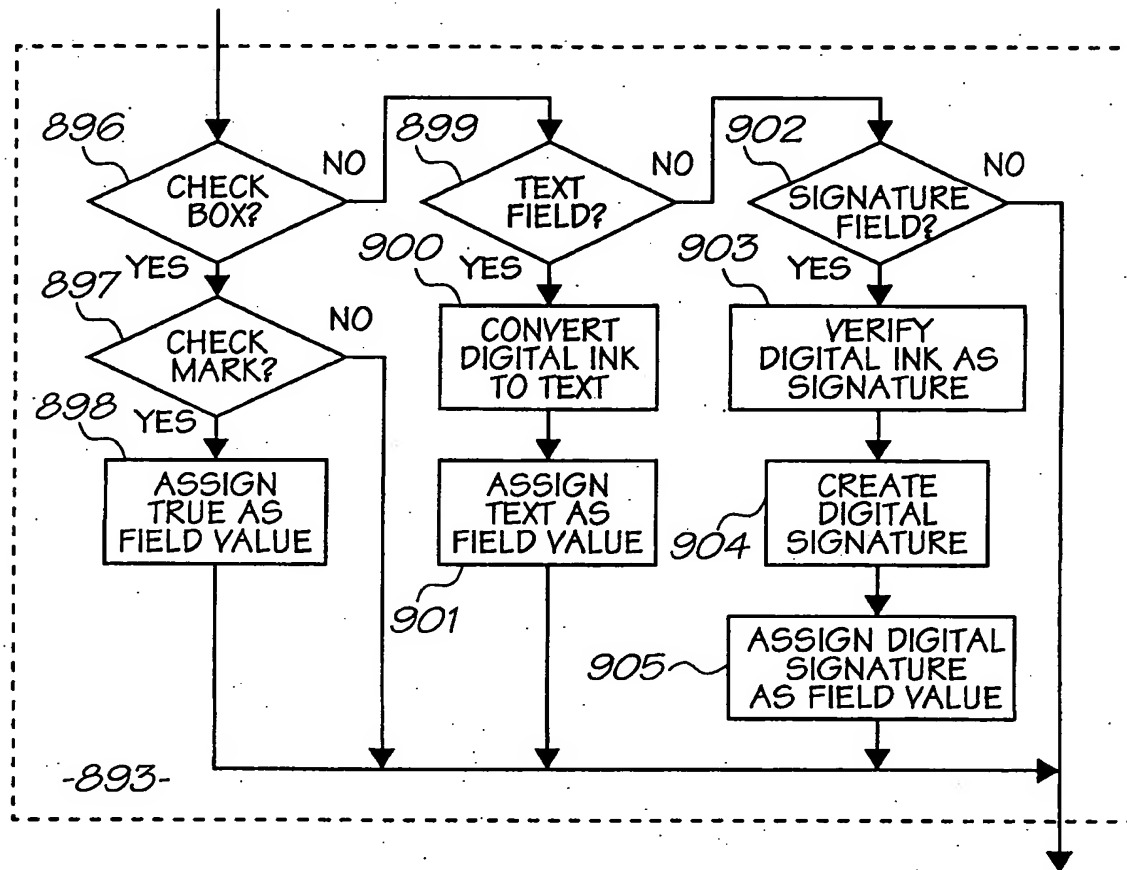 896
CHECK
BOX?
NO
YES
897
CHECK
MARK?
NO
YES
898
ASSIGN
TRUE AS
FIELD VALUE
899
TEXT
FIELD?
NO
YES
900
CONVERT
DIGITAL INK
TO TEXT
ASSIGN
TEXT AS
FIELD VALUE
901
902
SIGNATURE
FIELD?
NO
YES
903
VERIFY
DIGITAL INK AS
SIGNATURE
CREATE
DIGITAL
SIGNATURE
904
905
ASSIGN DIGITAL
SIGNATURE
AS FIELD VALUE
-893-